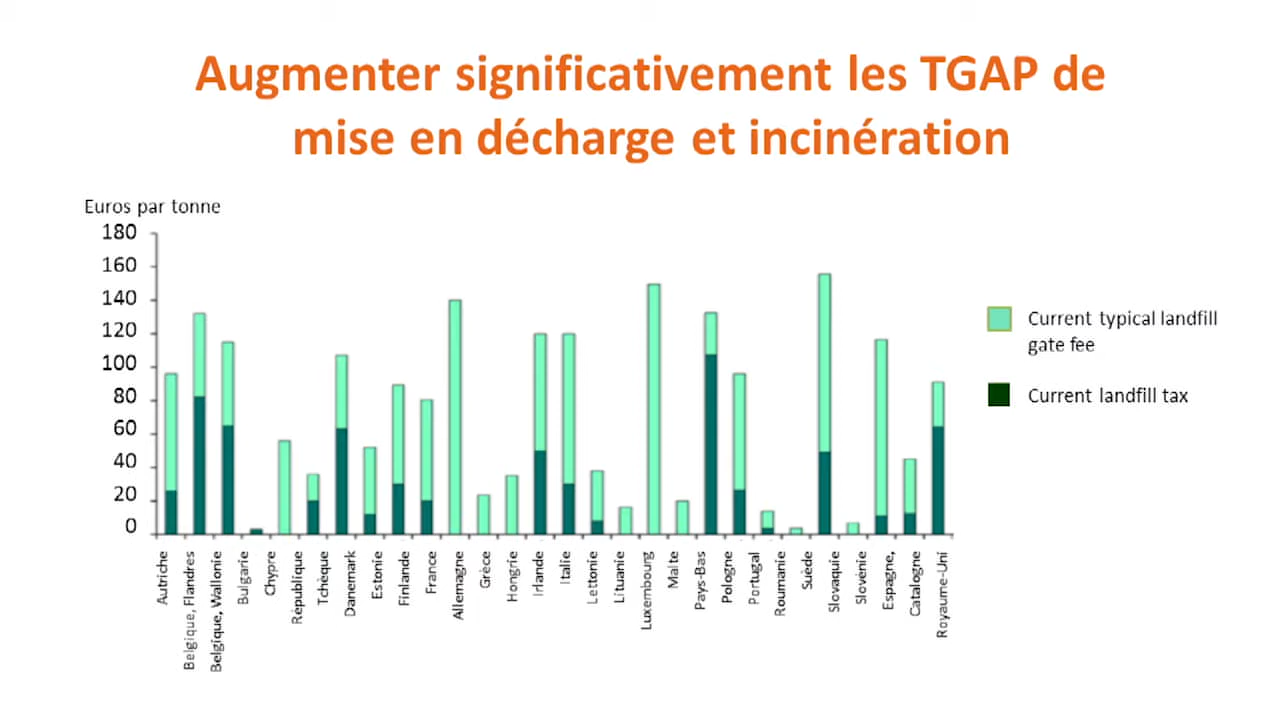 Augmenter significativement les TGAP de
mise en décharge et incinération
Euros par tonne
180
160
140
120
100
80
60
40
20
0
Autriche
Belgique, Flandres
Belgique, Wallonie
Bulgarie
Chypre
République
Tchèque
Danemark
Estonie
Finlande
France
Allemagne
Grèce
Hongrie
Irlande
Italie
Lettonie
Lituanie
Luxembourg
Malte
Pays-Bas
Pologne
Portugal
Roumanie
Suède
Slovaquie
Slovénie
Espagne,
Catalogne
Royaume-Uni
Current typical landfill
gate fee
Current landfill tax